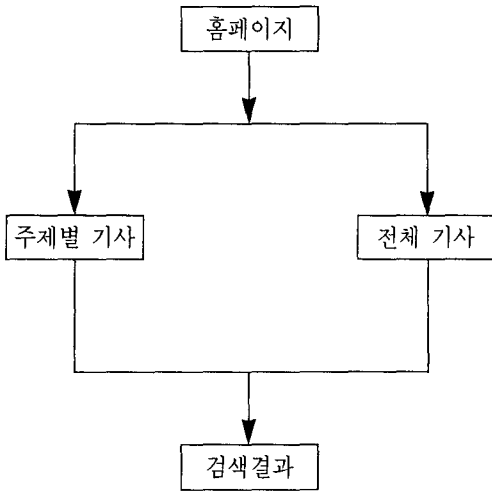 홈페이지
주제별 기사
전체 기사
검색결과